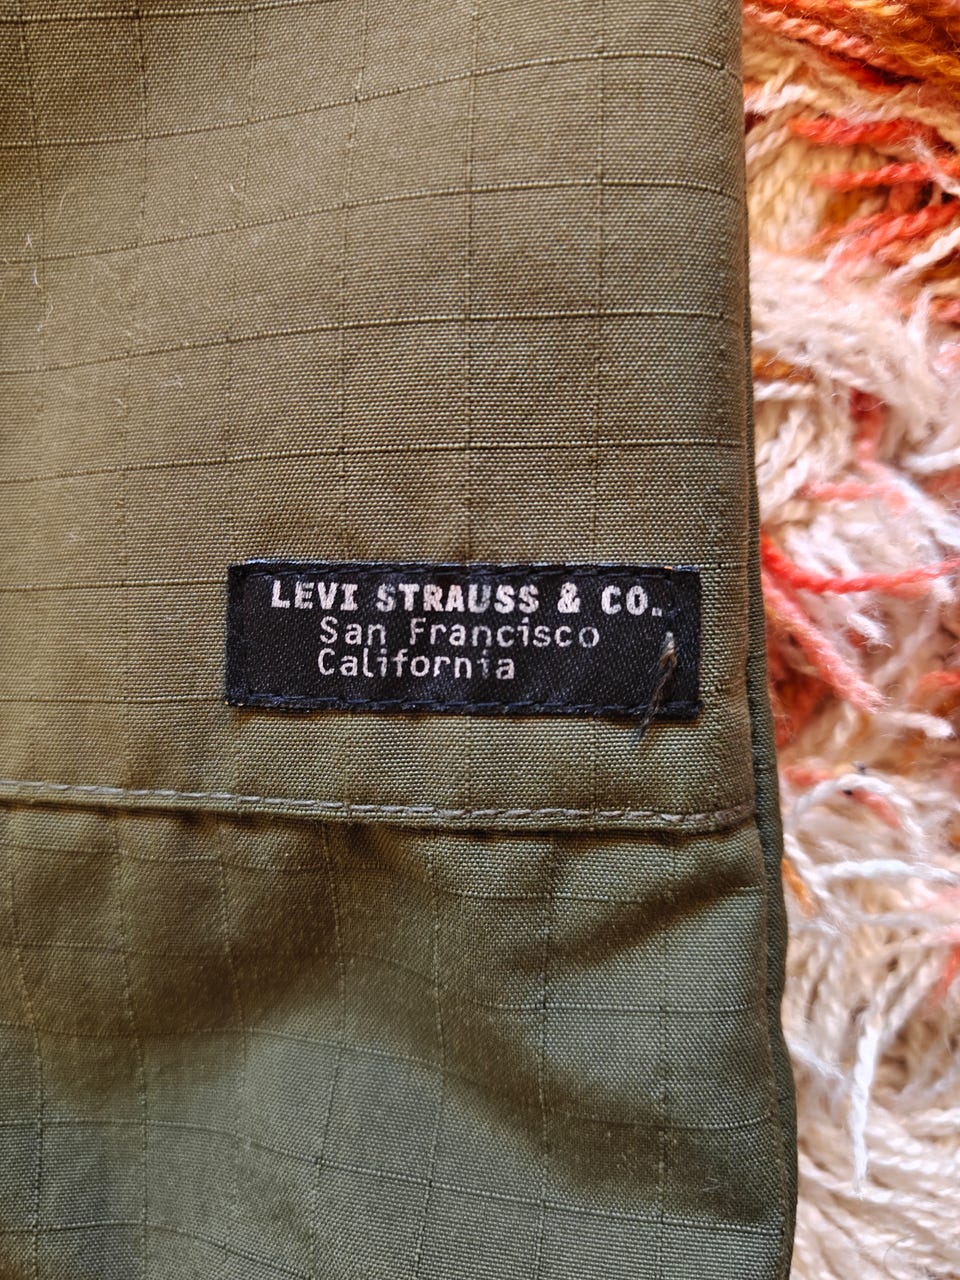 LEVI STRAUSS & CO.
San Francisco
California